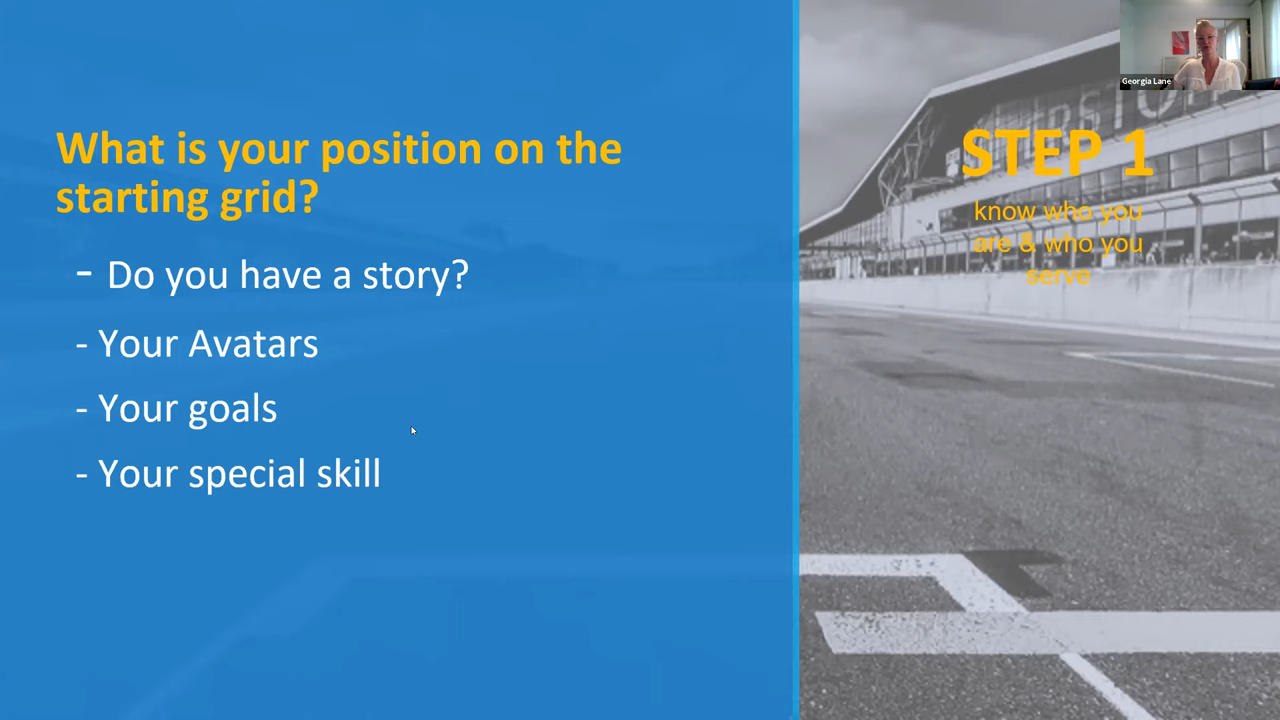 What is your position on the
starting grid?
- Do you have a story?
- Your Avatars
- Your goals
- Your special skill
Georgia Lane
STEP 1
know who you
are & who you
serve